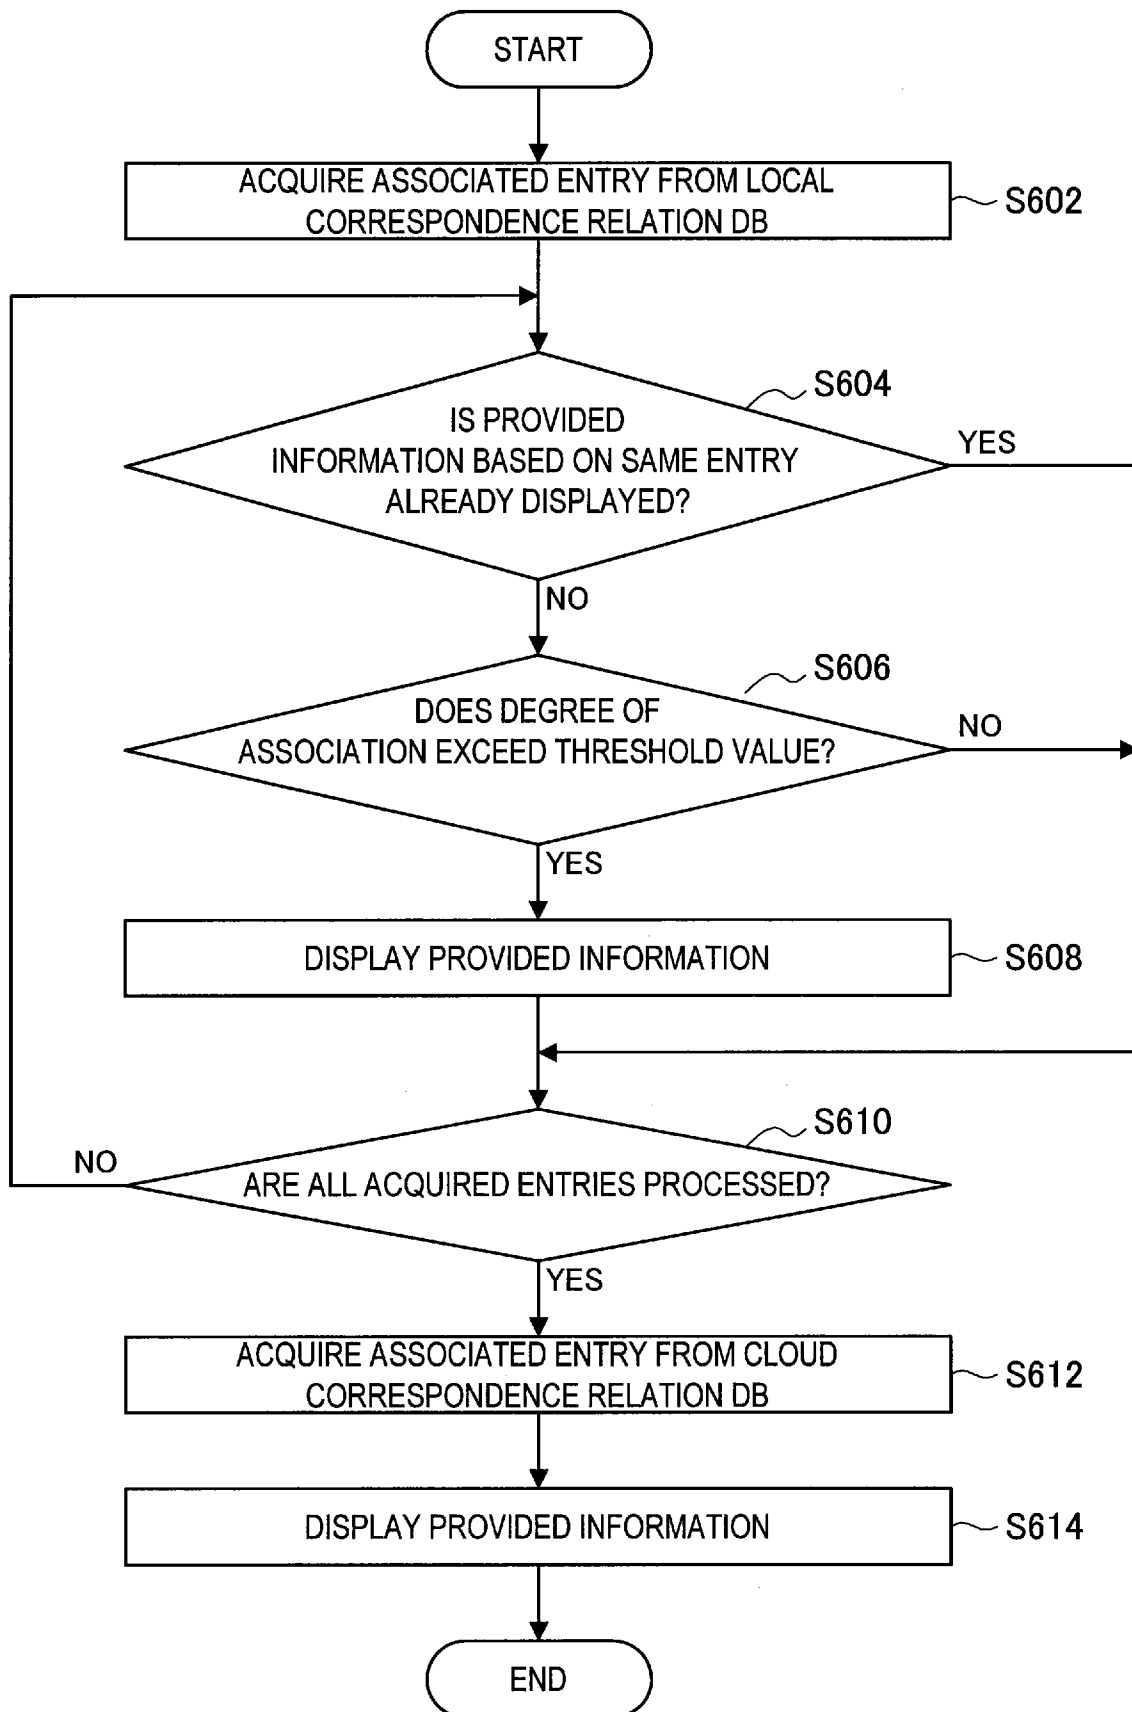 START
ACQUIRE ASSOCIATED ENTRY FROM LOCAL
CORRESPONDENCE RELATION DB
S602
S604
IS PROVIDED
INFORMATION BASED ON SAME ENTRY
ALREADY DISPLAYED?
YES
NO
S606
DOES DEGREE OF
ASSOCIATION EXCEED THRESHOLD VALUE?
NO
YES
DISPLAY PROVIDED INFORMATION
S608
S610
NO
ARE ALL ACQUIRED ENTRIES PROCESSED?
YES
ACQUIRE ASSOCIATED ENTRY FROM CLOUD
CORRESPONDENCE RELATION DB
S612
DISPLAY PROVIDED INFORMATION
S614
END